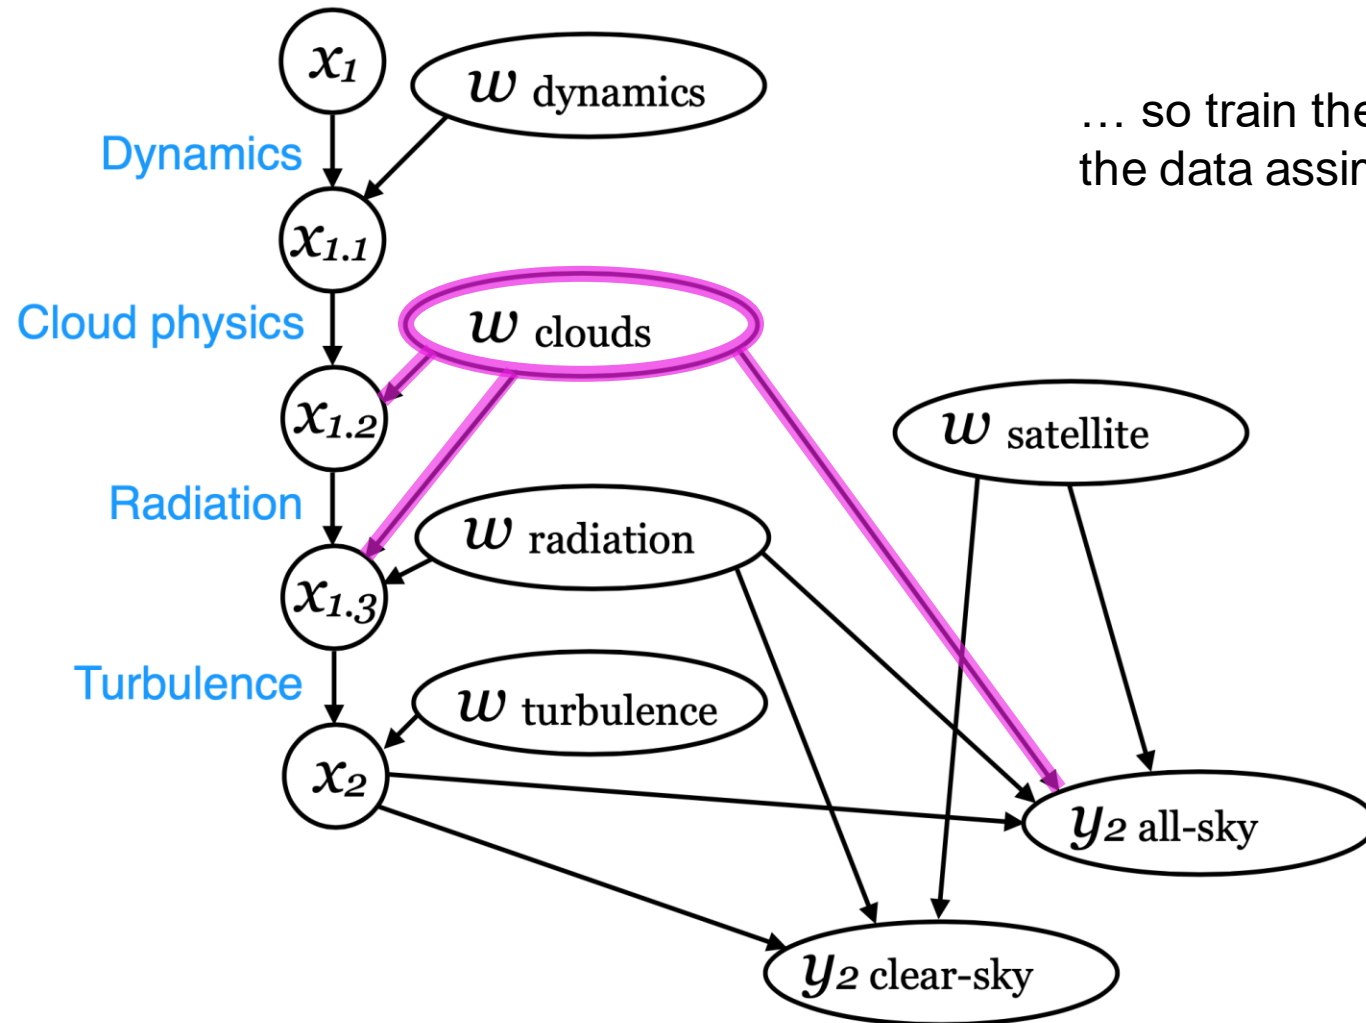 x1
w dynamics
… so train the
the data assi
Dynamics
x1.1
Cloud physics
w clouds
x1.2
w satellite
Radiation
w radiation
x1.3
Turbulence
w turbulence
x2
y2 all-sky
y2 clear-sky